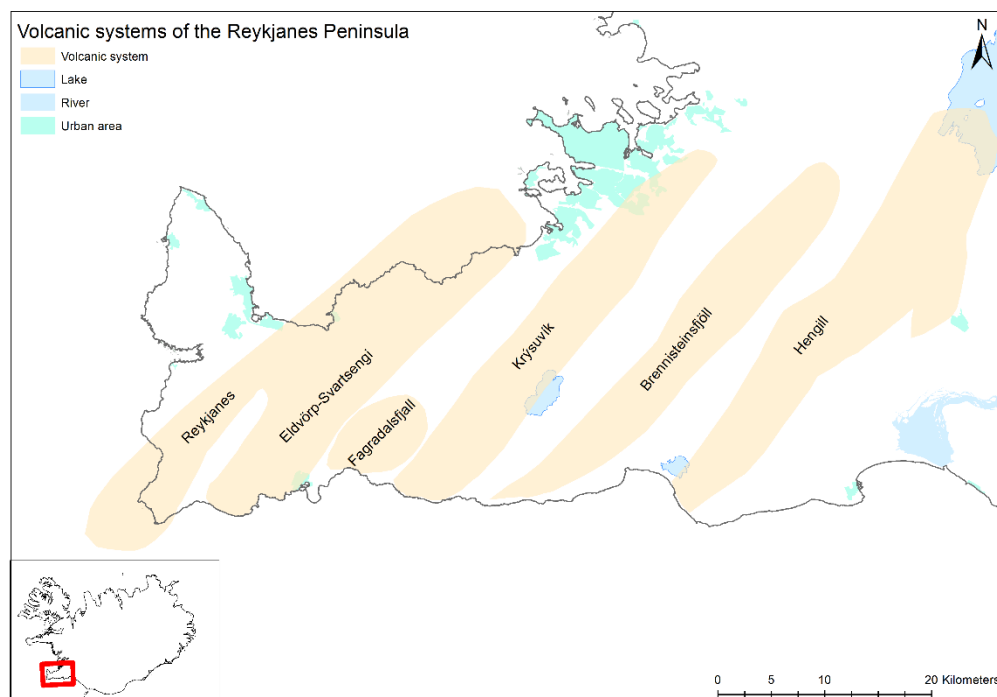 Volcanic systems of the Reykjanes Peninsula
Volcanic system
Lake
River
Urban area
N
Reykjanes
Eldvörp-Svartsengi
Fagradalsfjall
Krýsuvík
Brennisteinsfjöll
Hengill
0 5 10 20 Kilometers